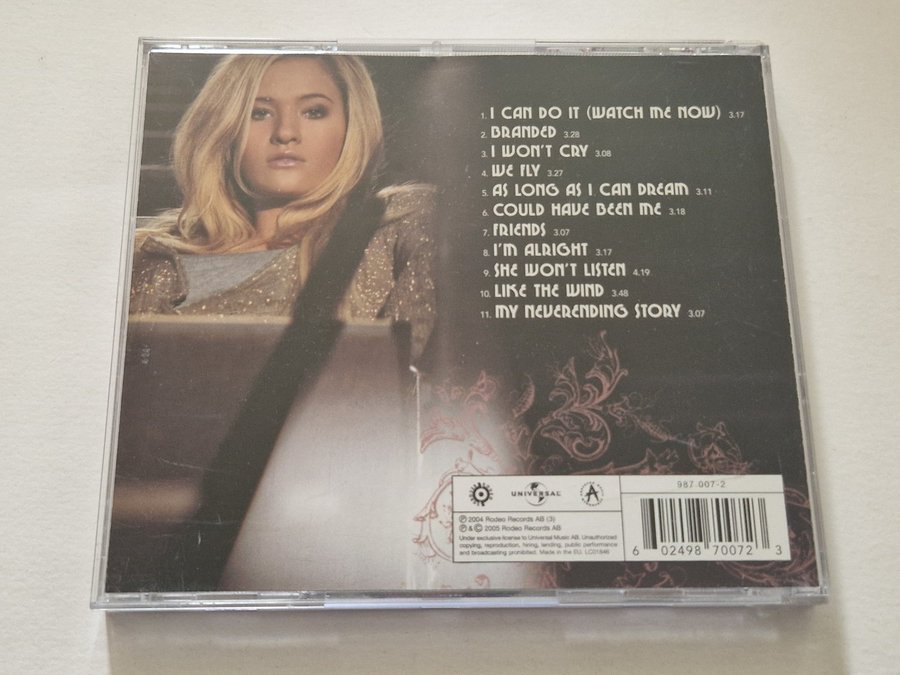 1. I CAN DO IT (WATCH ME NOW) 3.17
2. BRANDED 3.28
3. I WON'T CRY 3.08
4. WE FLY 3.27
5. AS LONG AS I CAN DREAM 3.11
6. COULD HAVE BEEN ME 3.18
7. FRIENDS 3.07
8. I'M ALRIGHT 3.17
9. SHE WON'T LISTEN 4.19
10. LIKE THE WIND 3.48
11. MY NEVERENDING STORY 3.07
UNIVERSAL
987 007-2
℗ 2004 Rodeo Records AB (3)
℗ & © 2005 Rodeo Records AB
Under exclusive license to Universal Music AB. Unauthorized
copying, reproduction, hiring, lending, public performance
and broadcasting prohibited. Made in the EU. LC01846
6 02498 70072 3